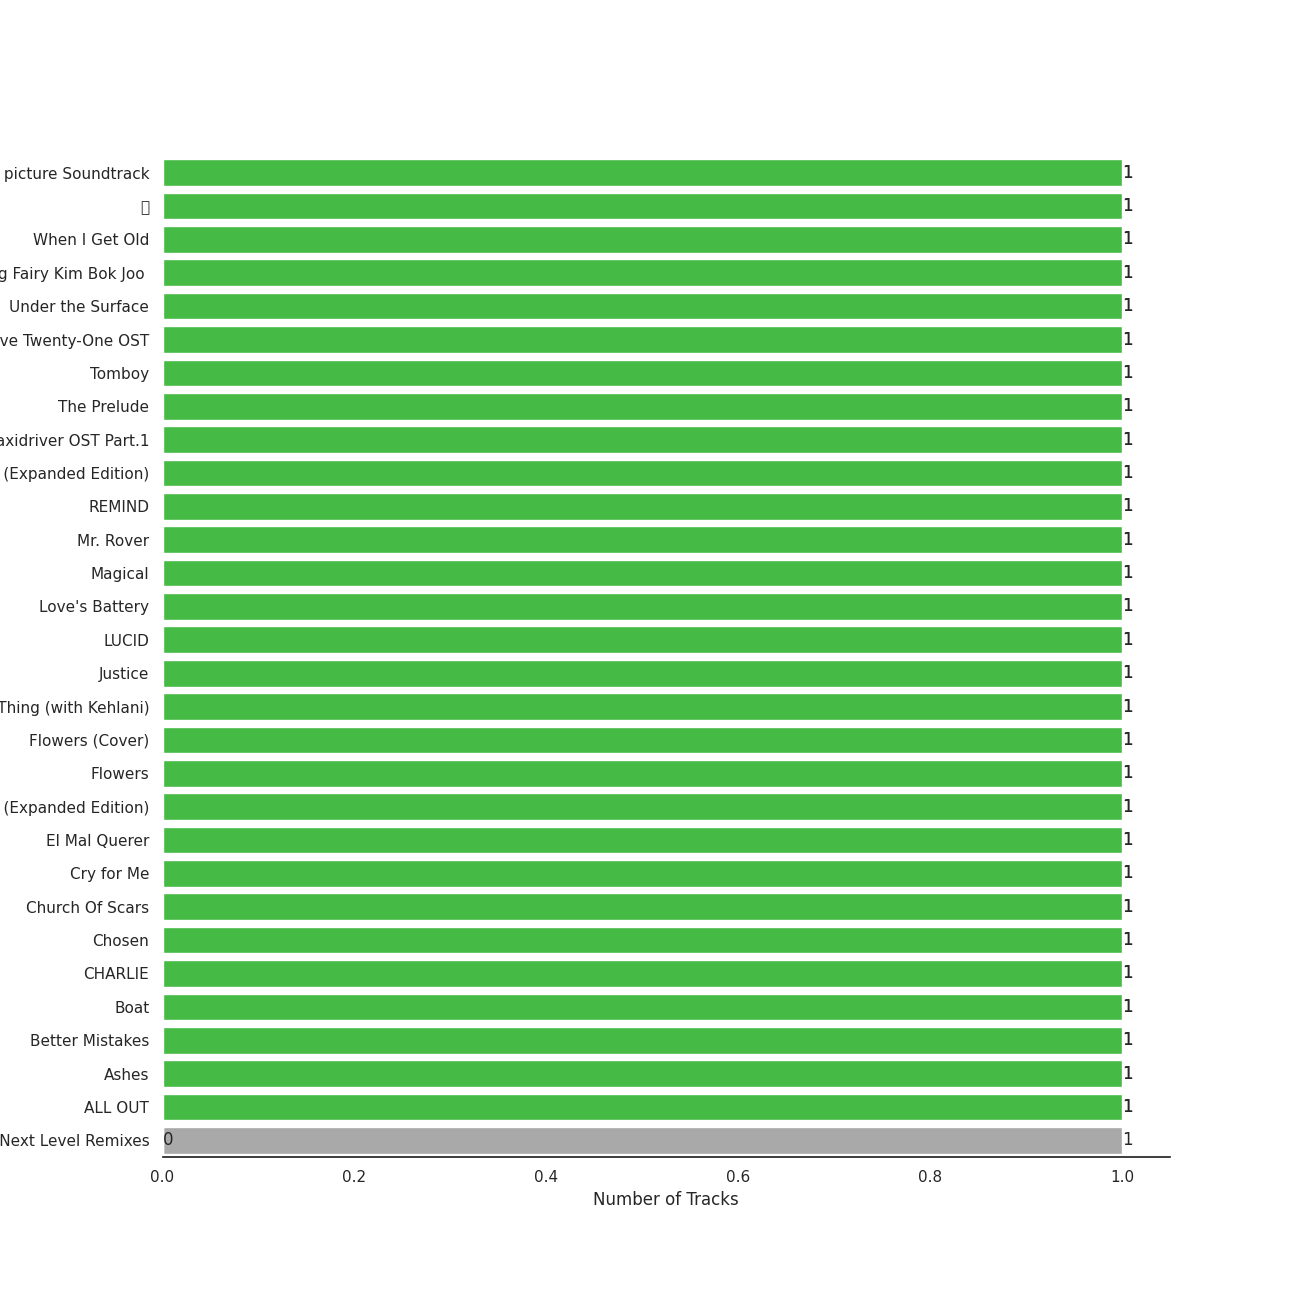 picture Soundtrack 1
1
When I Get Old 1
g Fairy Kim Bok Joo 1
Under the Surface 1
ve Twenty-One OST 1
Tomboy 1
The Prelude 1
axidriver OST Part.1 1
(Expanded Edition) 1
REMIND 1
Mr. Rover 1
Magical 1
Love's Battery 1
LUCID 1
Justice 1
Thing (with Kehlani) 1
Flowers (Cover) 1
Flowers 1
(Expanded Edition) 1
El Mal Querer 1
Cry for Me 1
Church Of Scars 1
Chosen 1
CHARLIE 1
Boat 1
Better Mistakes 1
Ashes 1
ALL OUT 1
Next Level Remixes 0 1
0.0 0.2 0.4 0.6 0.8 1.0
Number of Tracks